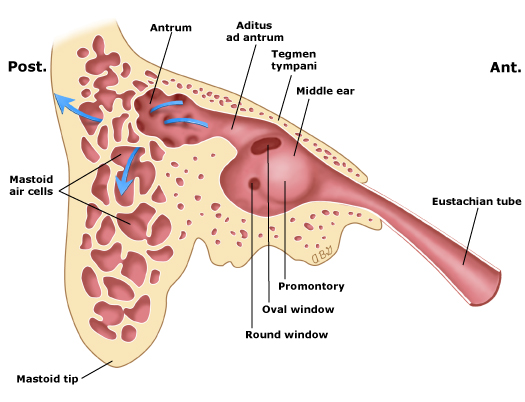 Antrum
Aditus
ad antrum
Tegmen
tympani
Post.
Ant.
Middle ear
Mastoid
air cells
Eustachian tube
Promontory
Oval window
Round window
Mastoid tip